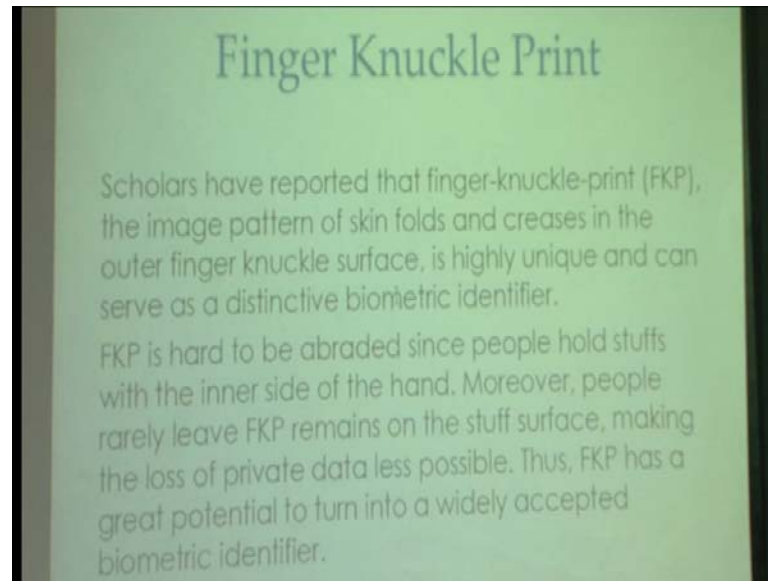 Finger Knuckle Print
Scholars have reported that finger-knuckle-print (FKP),
the image pattern of skin folds and creases in the
outer finger knuckle surface, is highly unique and can
serve as a distinctive biometric identifier.
FKP is hard to be abraded since people hold stuffs
with the inner side of the hand. Moreover, people
rarely leave FKP remains on the stuff surface, making
the loss of private data less possible. Thus, FKP has a
great potential to turn into a widely accepted
biometric identifier.